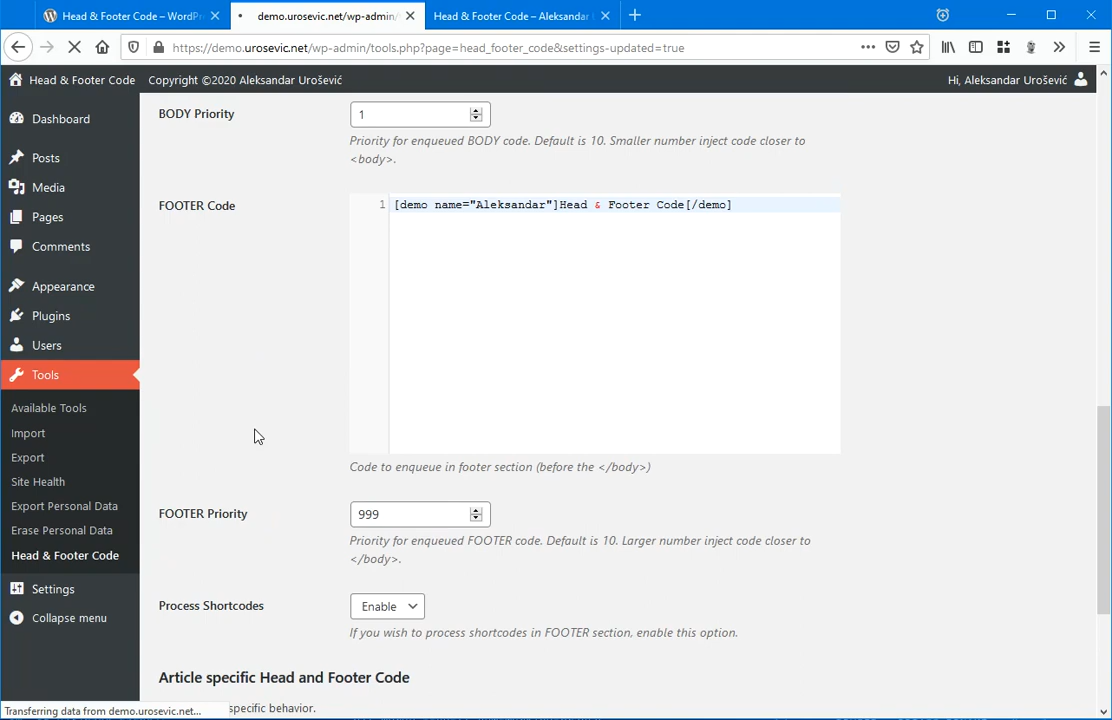 Head & Footer Code – WordPr
demo.urosevic.net/wp-admin/
Head & Footer Code – Aleksandar
https://demo.urosevic.net/wp-admin/tools.php?page=head_footer_code&settings-updated=true
Head & Footer Code
Copyright ©2020 Aleksandar Urošević
Hi, Aleksandar Urošević
Dashboard
Posts
Media
Pages
Comments
Appearance
Plugins
Users
Tools
Available Tools
Import
Export
Site Health
Export Personal Data
Erase Personal Data
Head & Footer Code
Settings
Collapse menu
BODY Priority
1
Priority for enqueued BODY code. Default is 10. Smaller number inject code closer to
<body>.
FOOTER Code
1
[demo name="Aleksandar"]Head & Footer Code[/demo]
Code to enqueue in footer section (before the </body>)
FOOTER Priority
999
Priority for enqueued FOOTER code. Default is 10. Larger number inject code closer to
</body>.
Process Shortcodes
Enable
If you wish to process shortcodes in FOOTER section, enable this option.
Article specific Head and Footer Code
specific behavior.
Transferring data from demo.urosevic.net...